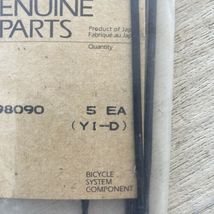 ENUINE
PARTS
Product of Jap
Fabriqué au Jap
Quantity
98090
5 EA
(YI-D)
BICYCLE
SYSTEM
COMPONENT